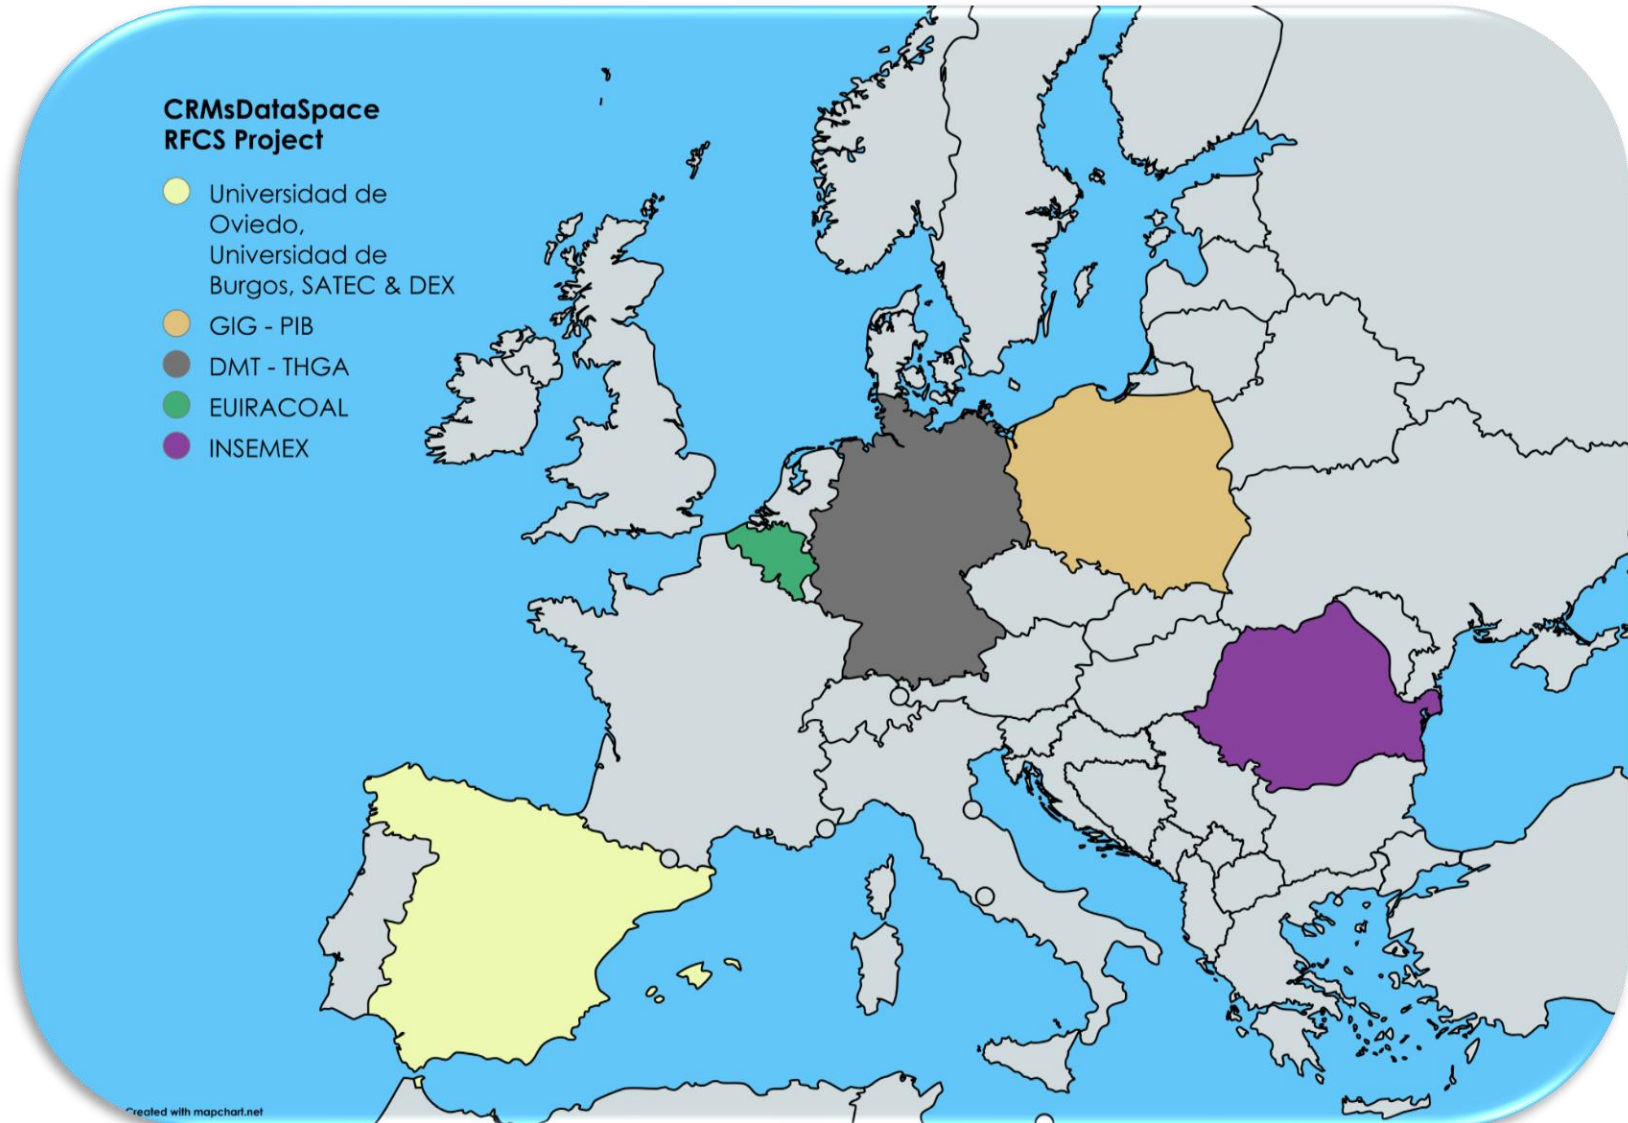 CRMsDataSpace
RFCS Project
Universidad de
Oviedo,
Universidad de
Burgos, SATEC & DEX
GIG - PIB
DMT - THGA
EUIRACOAL
INSEMEX
Created with mapchart.net